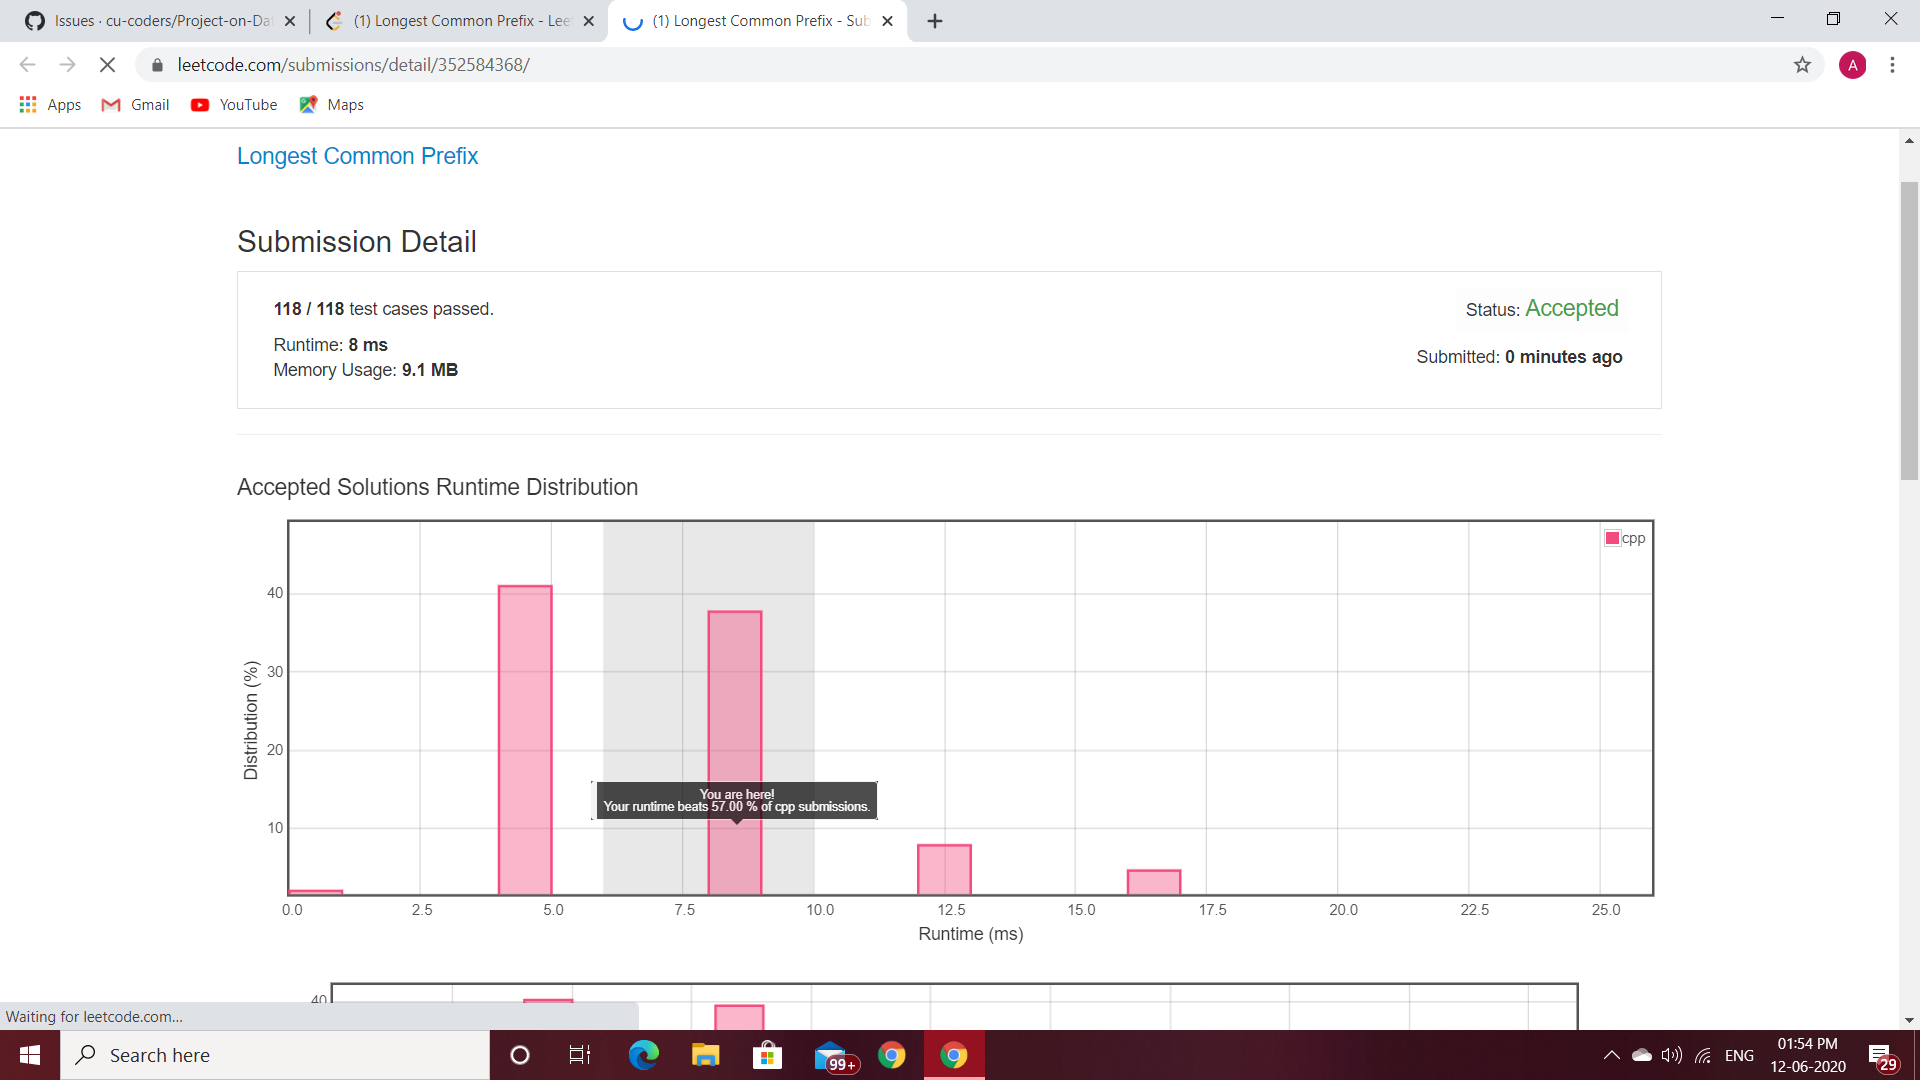 Issues · cu-coders/Project-on-Da
(1) Longest Common Prefix - Lee
(1) Longest Common Prefix - Sub
leetcode.com/submissions/detail/352584368/
A
Apps
Gmail
YouTube
Maps
Longest Common Prefix
Submission Detail
118 / 118 test cases passed.
Status: Accepted
Runtime: 8 ms
Submitted: 0 minutes ago
Memory Usage: 9.1 MB
Accepted Solutions Runtime Distribution
cpp
40
30
20
10
Distribution (%)
You are here!
Your runtime beats 57.00 % of cpp submissions.
0.0 2.5 5.0 7.5 10.0 12.5 15.0 17.5 20.0 22.5 25.0
Runtime (ms)
40
Waiting for leetcode.com...
Search here
99+
ENG
01:54 PM
12-06-2020
29